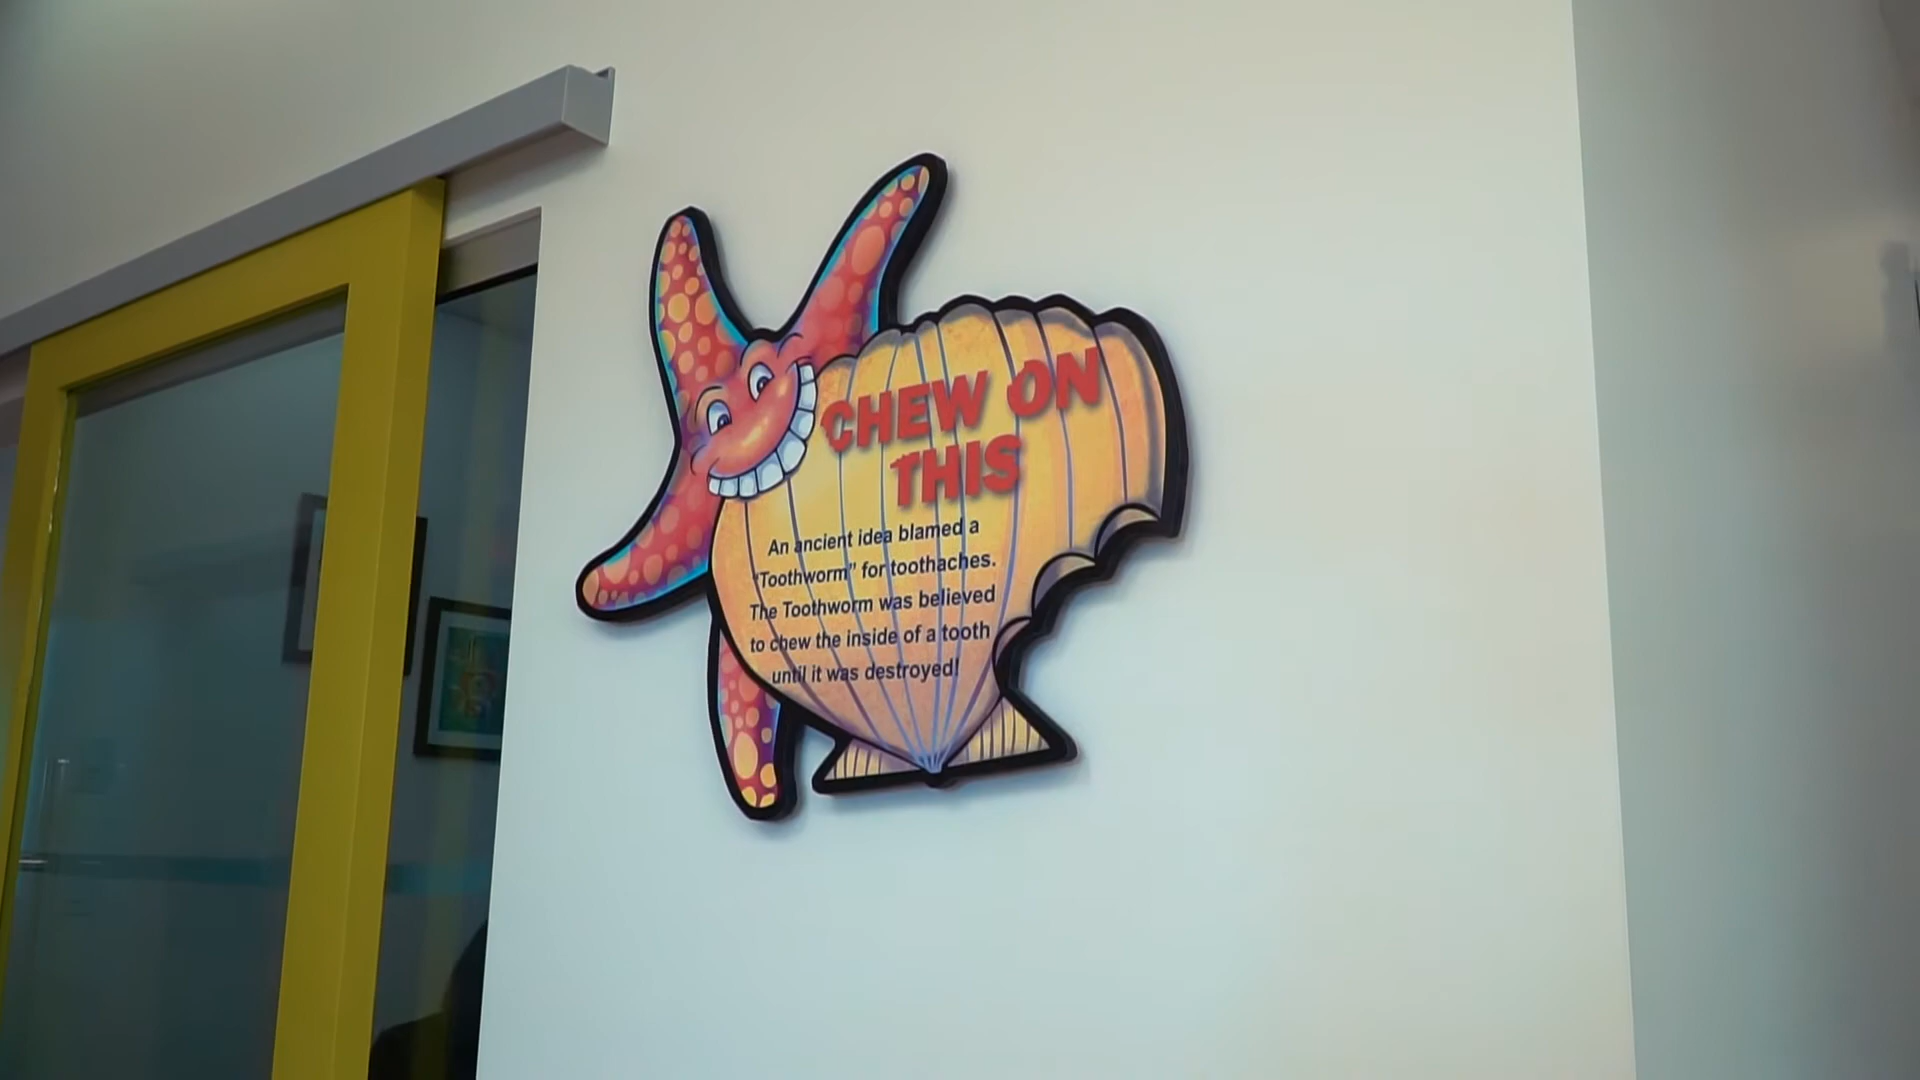 CHEW ON
THIS
An ancient idea blamed a
"Toothworm" for toothaches.
The Toothworm was believed
to chew the inside of a tooth
until it was destroyed!